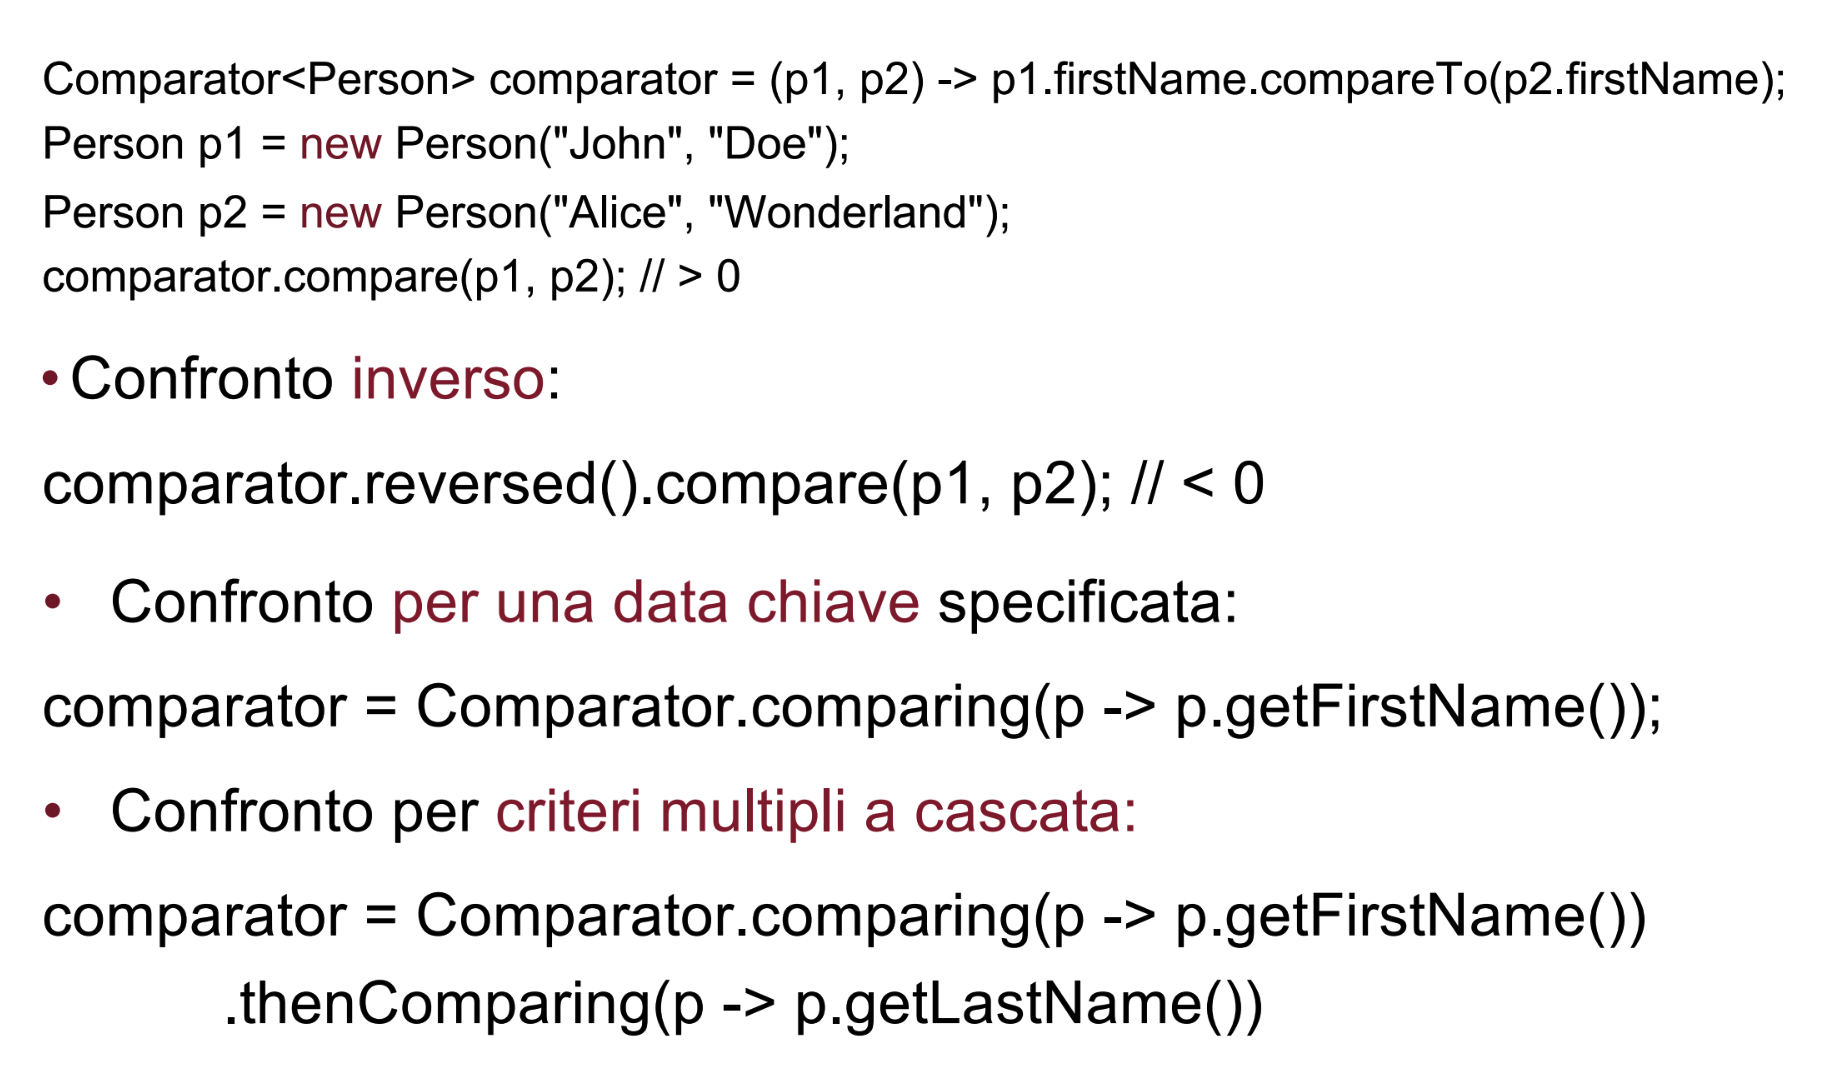 Comparator<Person> comparator = (p1, p2) -> p1.firstName.compareTo(p2.firstName);
Person p1 = new Person("John", "Doe");
Person p2 = new Person("Alice", "Wonderland");
comparator.compare(p1, p2); // > 0
• Confronto inverso:
comparator.reversed().compare(p1, p2); // < 0
• Confronto per una data chiave specificata:
comparator = Comparator.comparing(p -> p.getFirstName());
• Confronto per criteri multipli a cascata:
comparator = Comparator.comparing(p -> p.getFirstName())
.thenComparing(p -> p.getLastName())